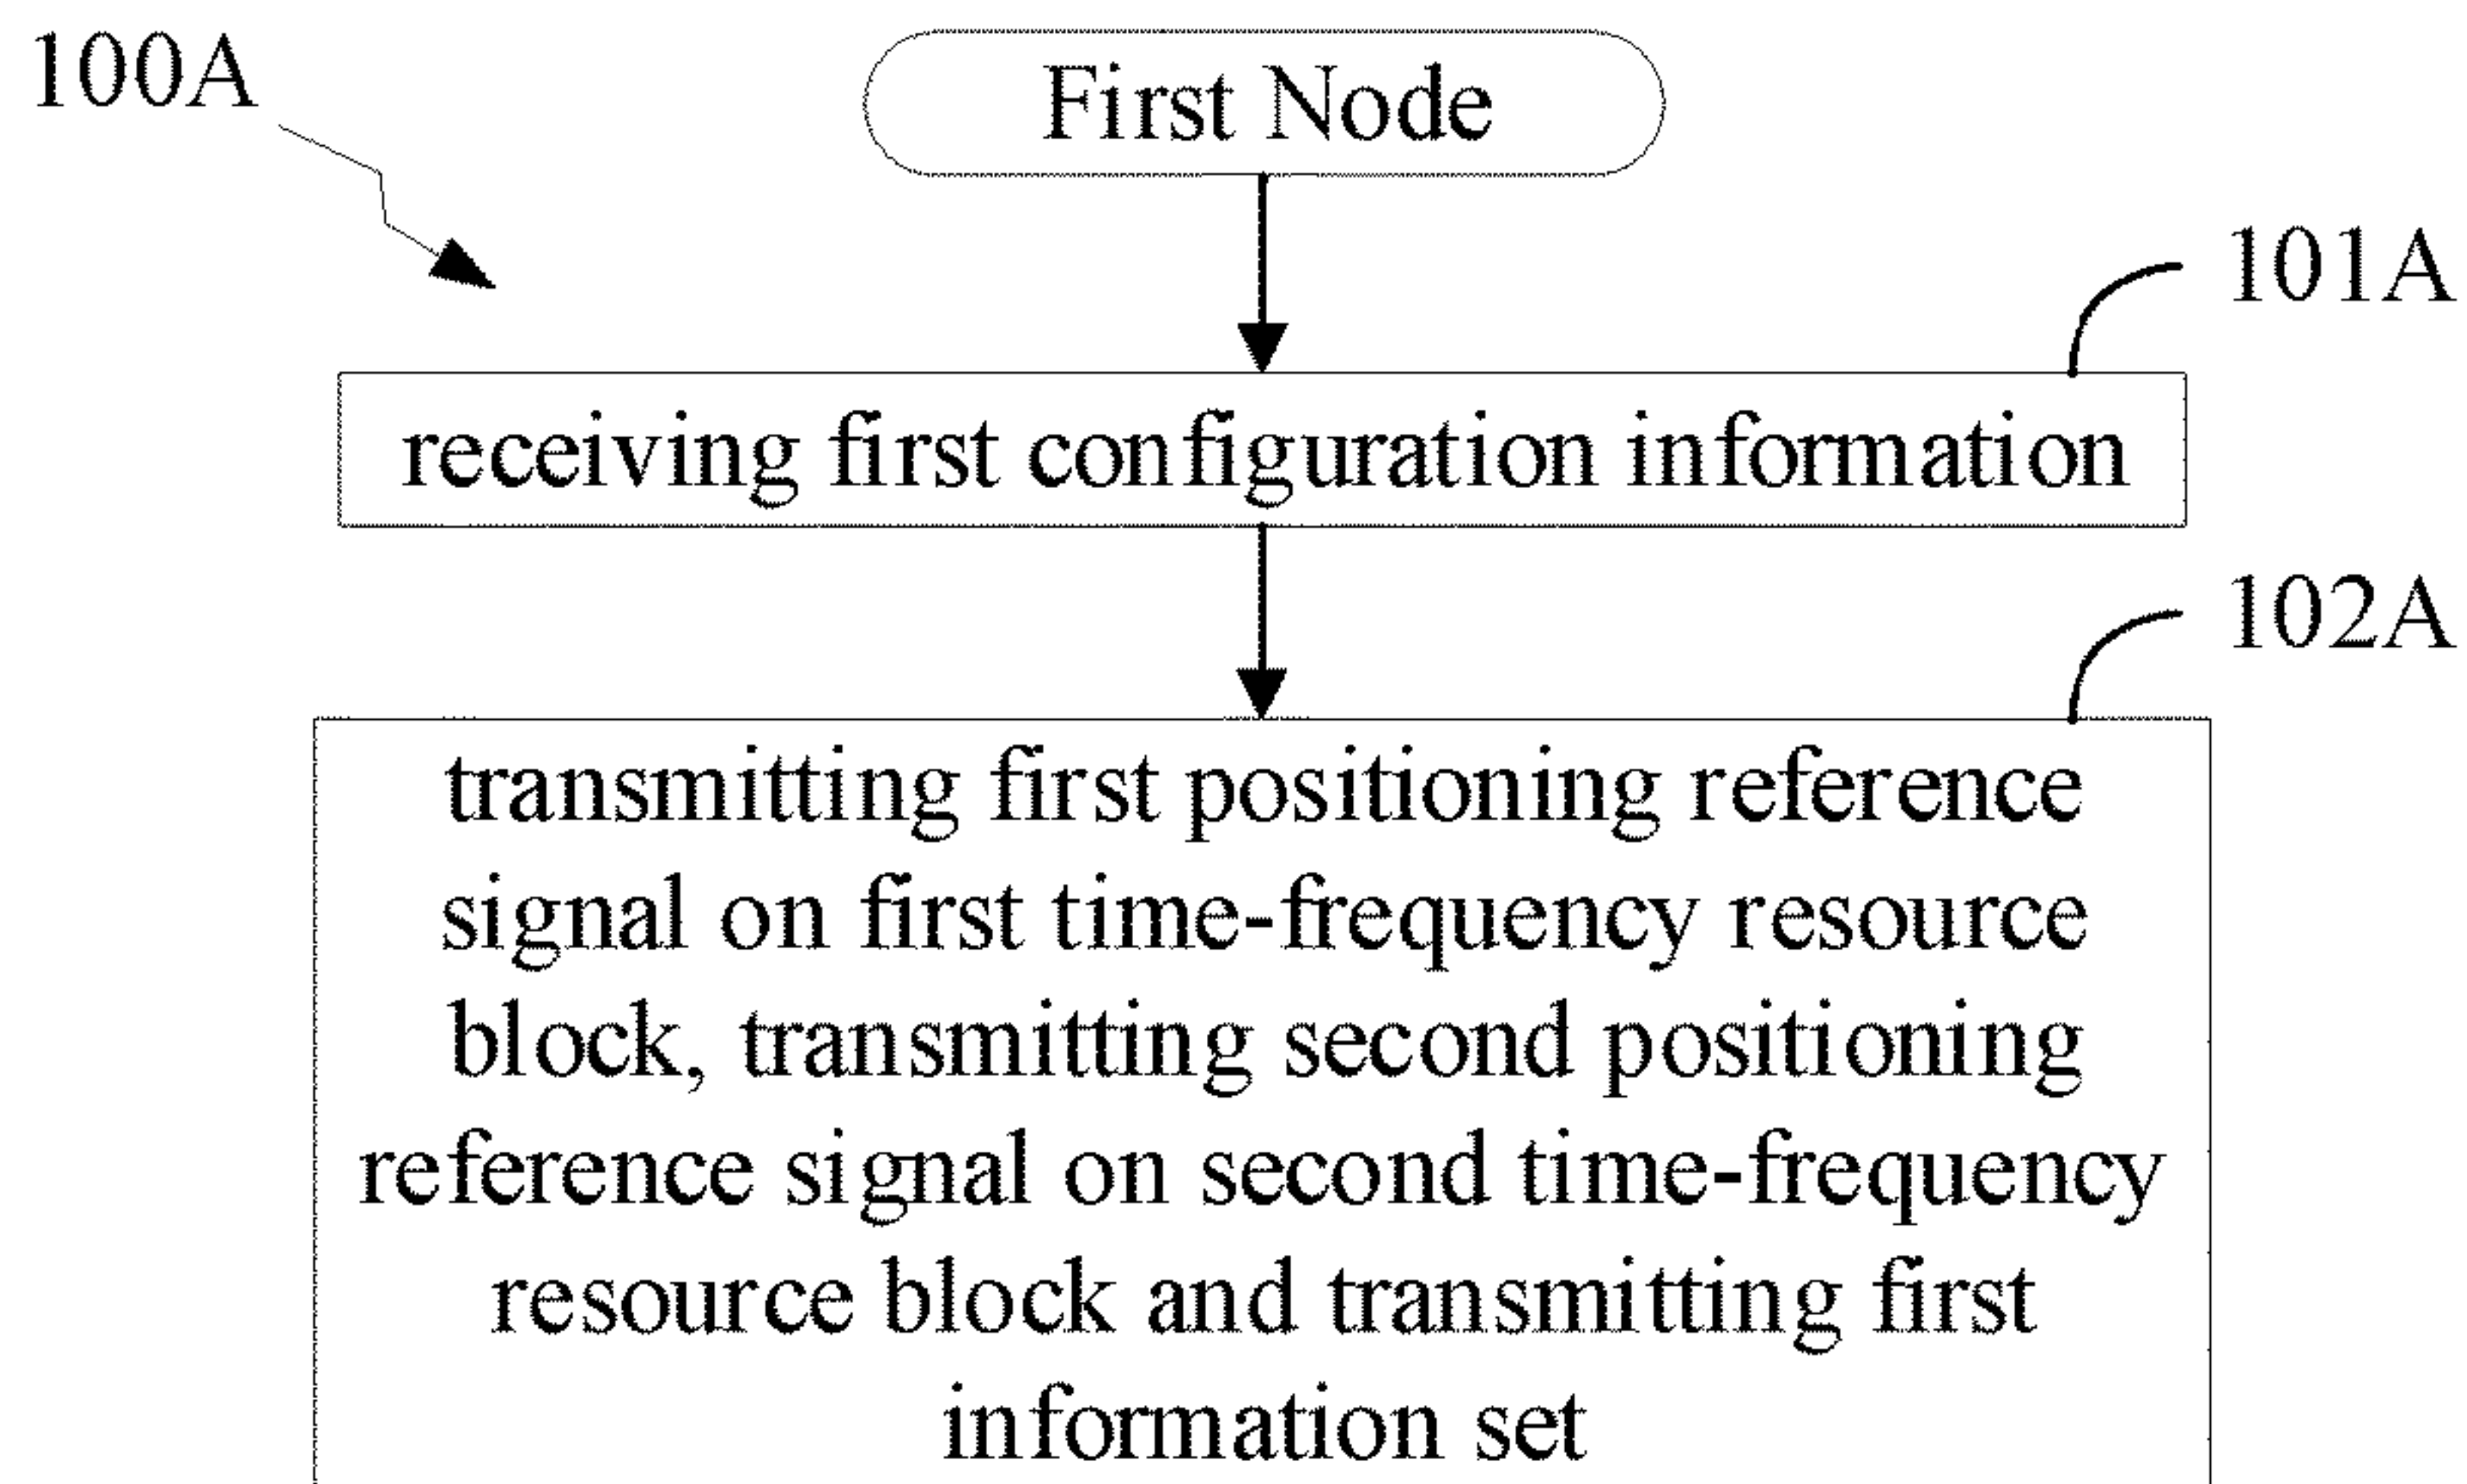 100A
First Node
101A
receiving first configuration information
102A
transmitting first positioning reference
signal on first time-frequency resource
block, transmitting second positioning
reference signal on second time-frequency
resource block and transmitting first
information set